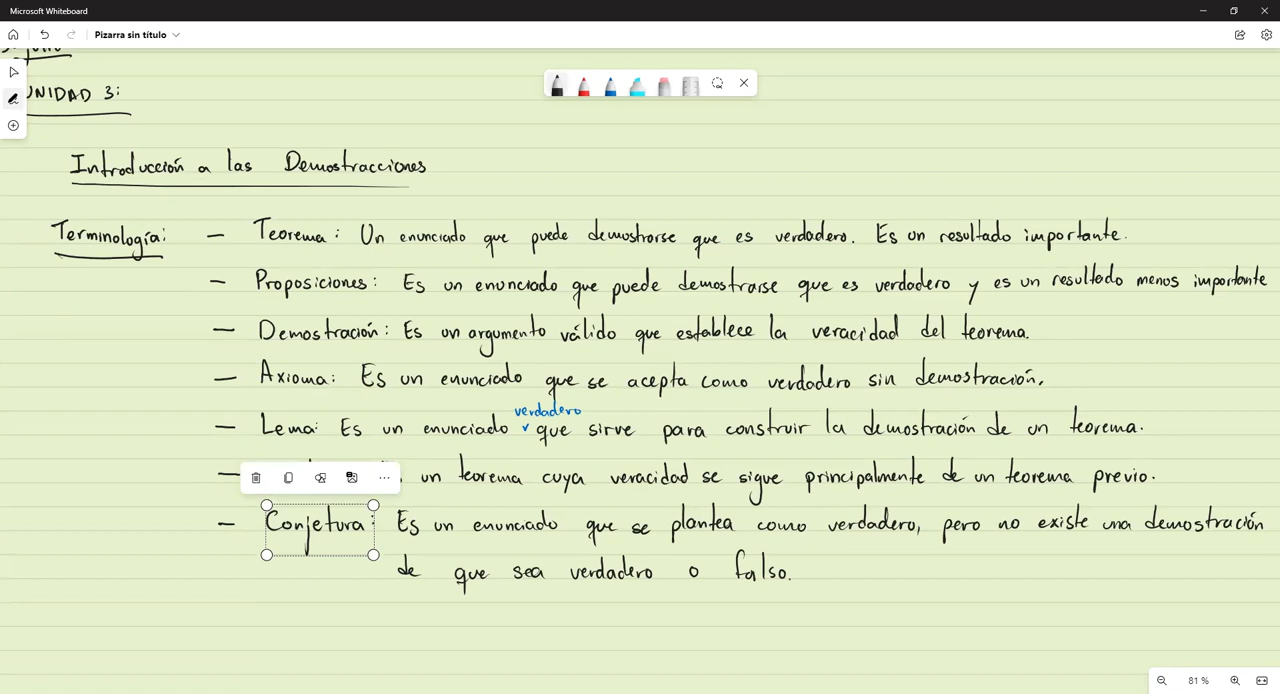 Microsoft Whiteboard
Pizarra sin título
UNIDAD 3:
Introducción a las Demostracciones
Terminología: — Teorema: Un enunciado que puede demostrarse que es verdadero. Es un resultado importante.
— Proposiciones: Es un enunciado que puede demostrarse que es verdadero y es un resultado menos importante
— Demostración: Es un argumento válido que establece la veracidad del teorema.
— Axioma: Es un enunciado que se acepta como verdadero sin demostración.
verdadero
— Lema: Es un enunciado que sirve para construir la demostración de un teorema.
— un teorema cuya veracidad se sigue principalmente de un teorema previo.
— Conjetura: Es un enunciado que se plantea como verdadero, pero no existe una demostración
de que sea verdadero o falso.
81 %